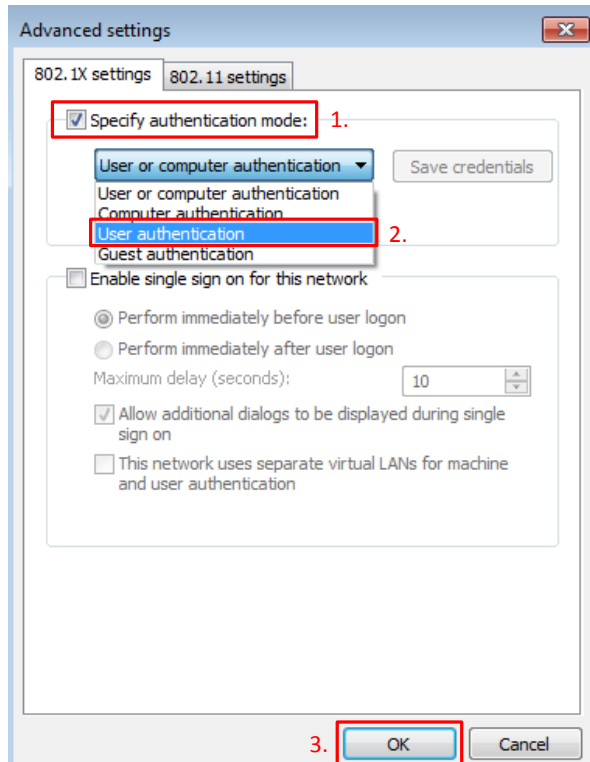 Advanced settings
802.1X settings 802.11 settings
Specify authentication mode: 1.
User or computer authentication Save credentials
User or computer authentication
Computer authentication
User authentication 2.
Guest authentication
Enable single sign on for this network
Perform immediately before user logon
Perform immediately after user logon
Maximum delay (seconds): 10
Allow additional dialogs to be displayed during single
sign on
This network uses separate virtual LANs for machine
and user authentication
3. OK Cancel